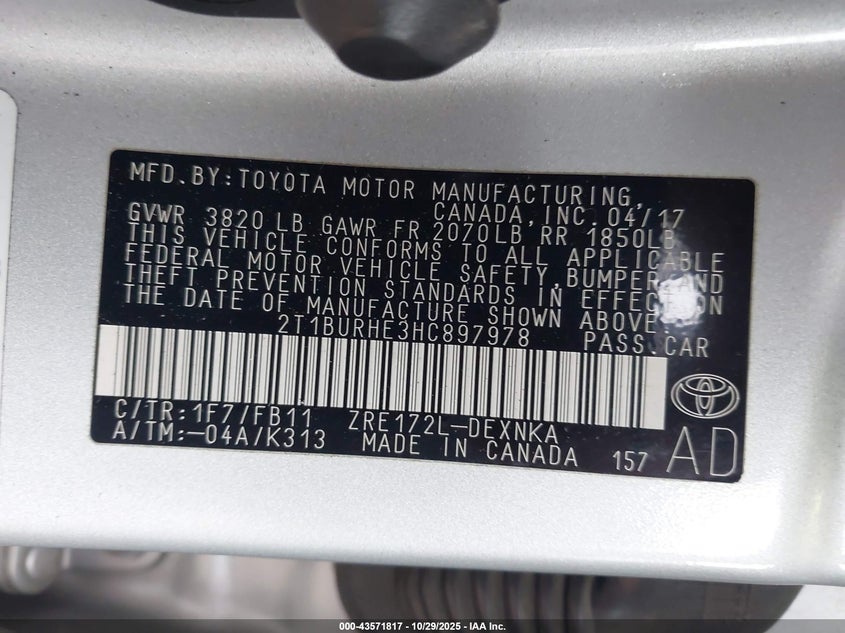 MFD.BY:TOYOTA MOTOR MANUFACTURING,
CANADA,INC. 04/17
GVWR 3820 LB GAWR FR 2070LB RR 1850LB
THIS VEHICLE CONFORMS TO ALL APPLICABLE
FEDERAL MOTOR VEHICLE SAFETY,BUMPER,AND
THEFT PREVENTION STANDARDS IN EFFECT ON
THE DATE OF MANUFACTURE SHOWN ABOVE.
2T1BURHE3HC897978 PASS.CAR
C/TR:1F7/FB11 ZRE172L-DEXNKA
A/TM:-04A/K313 MADE IN CANADA 157 AD
000-43571817 - 10/29/2025 - IAA Inc.